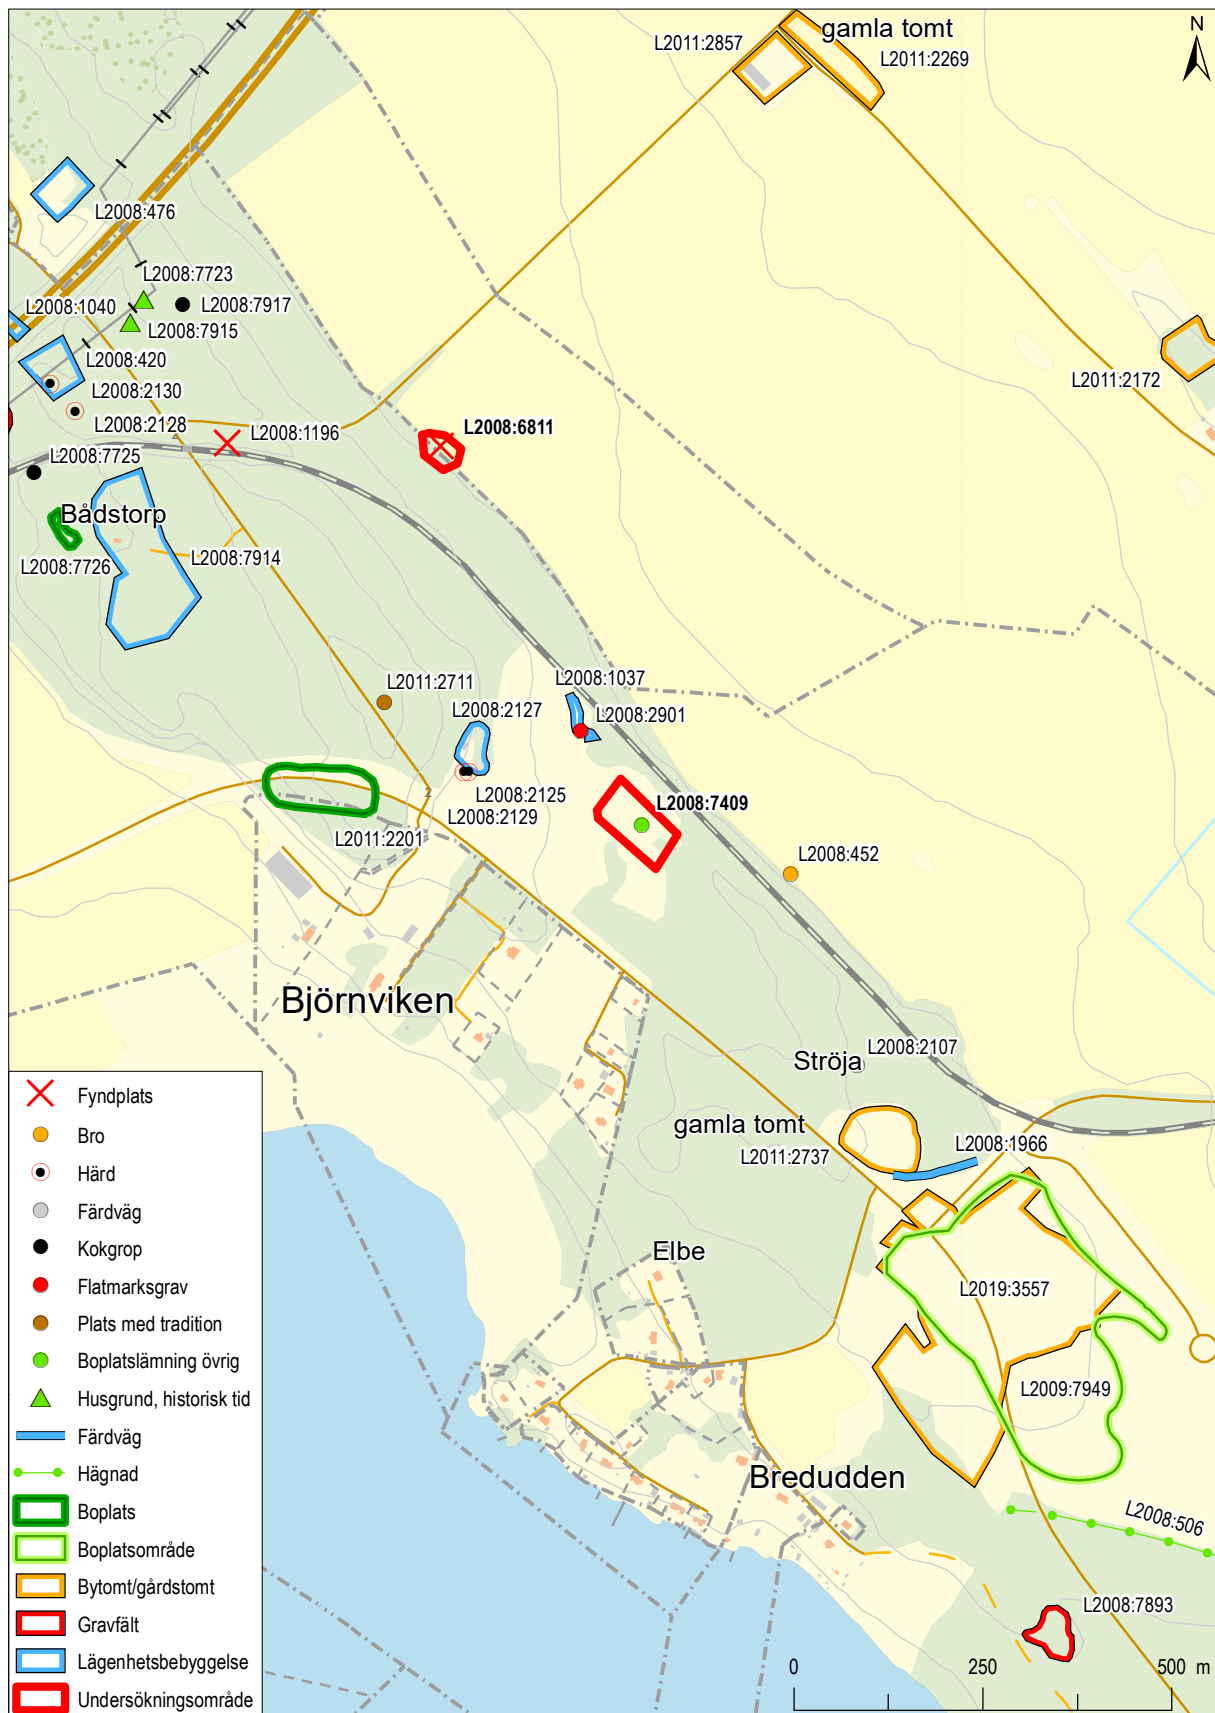 gamla tomt
N
L2011:2857
L2011:2269
L2008:476
L2008:7723
L2008:7917
L2008:1040
L2008:7915
L2008:420
L2011:2172
L2008:2130
L2008:2128
L2008:1196
L2008:6811
2
L2008:7725
Bådstorp
L2008:7914
L2008:7726
L2008:1037
L2011:2711
L2008:2127
L2008:2901
L2008:2125
2
L2008:7409
L2008:2129
L2011:2201
L2008:452
Björnviken
L2008:2107
Ströja
gamla tomt
L2008:1966
L2011:2737
Elbe
L2019:3557
L2009:7949
Bredudden
L2008:506
L2008:7893
Fyndplats
Bro
Härd
Färdväg
Kokgrop
Flatmarksgrav
Plats med tradition
Boplatslämning övrig
Husgrund, historisk tid
Färdväg
Hägnad
Boplats
Boplatsområde
Bytomt/gårdstomt
Gravfält
Lägenhetsbebyggelse
Undersökningsområde
0 250 500 m